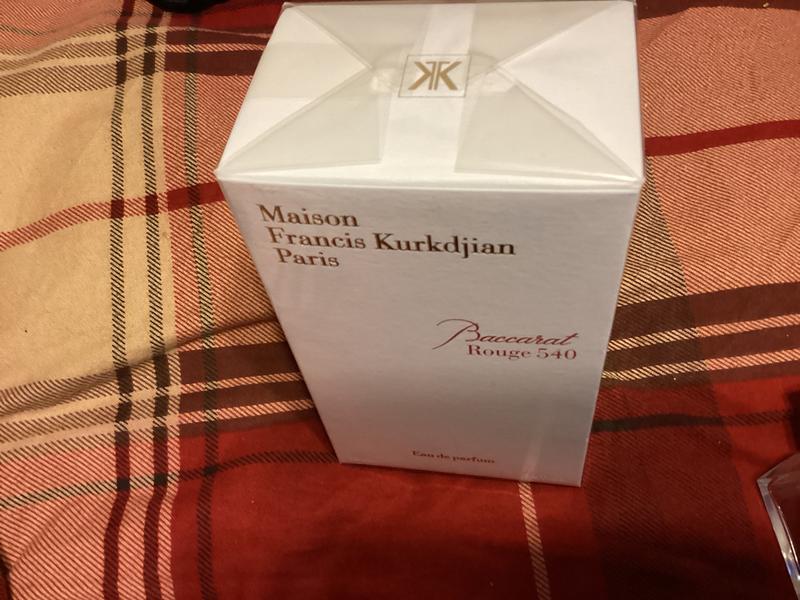 Maison
Francis Kurkdjian
Paris
Baccarat
Rouge 540
Eau de parfum